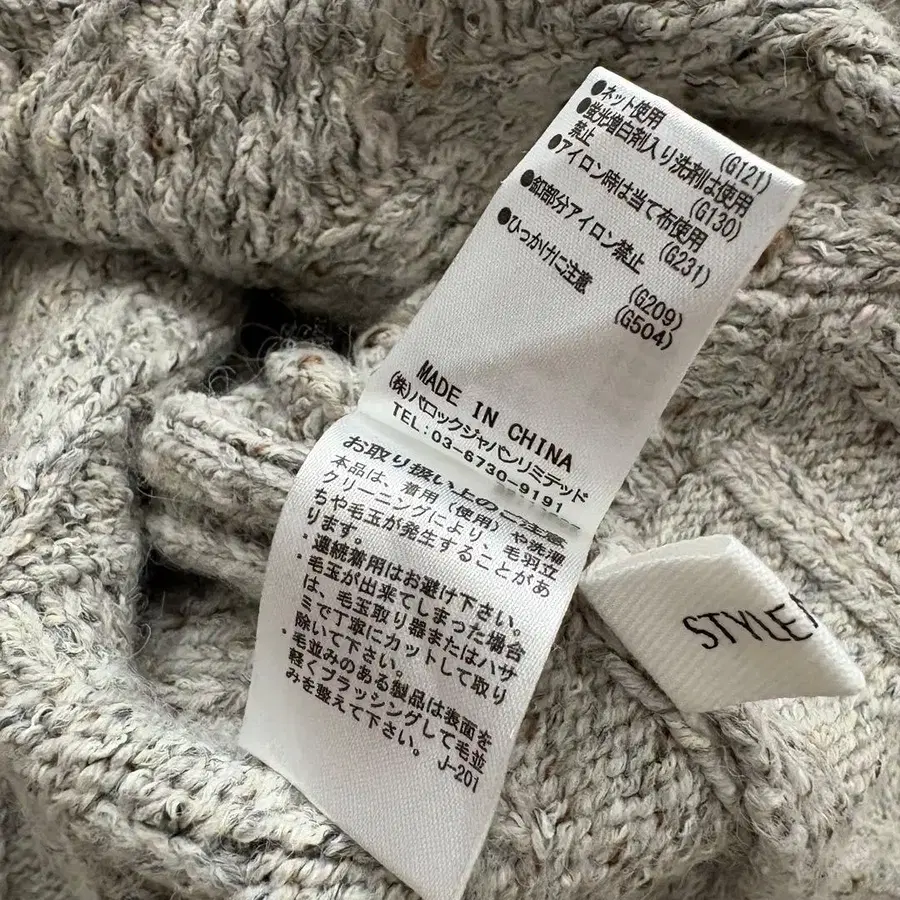 ●ネット使用 (G121)
●蛍光増白剤入り洗剤は使用
禁止 (G130)
●アイロン時は当て布使用 (G231)
●釦部分アイロン禁止 (G209)
●ひっかけに注意 (G504)
MADE IN CHINA
(株)バロックジャパンリミテッド
TEL:03-6730-9191
お取り扱い上のご注意
本品は、着用(使用)や洗濯
クリーニングにより、毛羽立
ちや毛玉が発生することがあ
ります。
・連続着用はお避け下さい。
毛玉が出来てしまった場合
は、毛玉取り器またはハサ
ミで丁寧にカットして取り
除いて下さい。
・毛並みのある製品は表面を
軽くブラッシングして毛並
みを整えて下さい。
J-201
STYLE